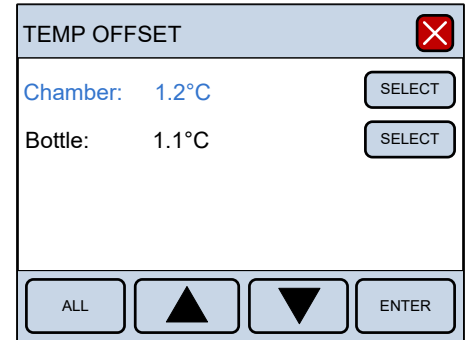 TEMP OFFSET
Chamber: 1.2°C SELECT
Bottle: 1.1°C SELECT
ALL ENTER